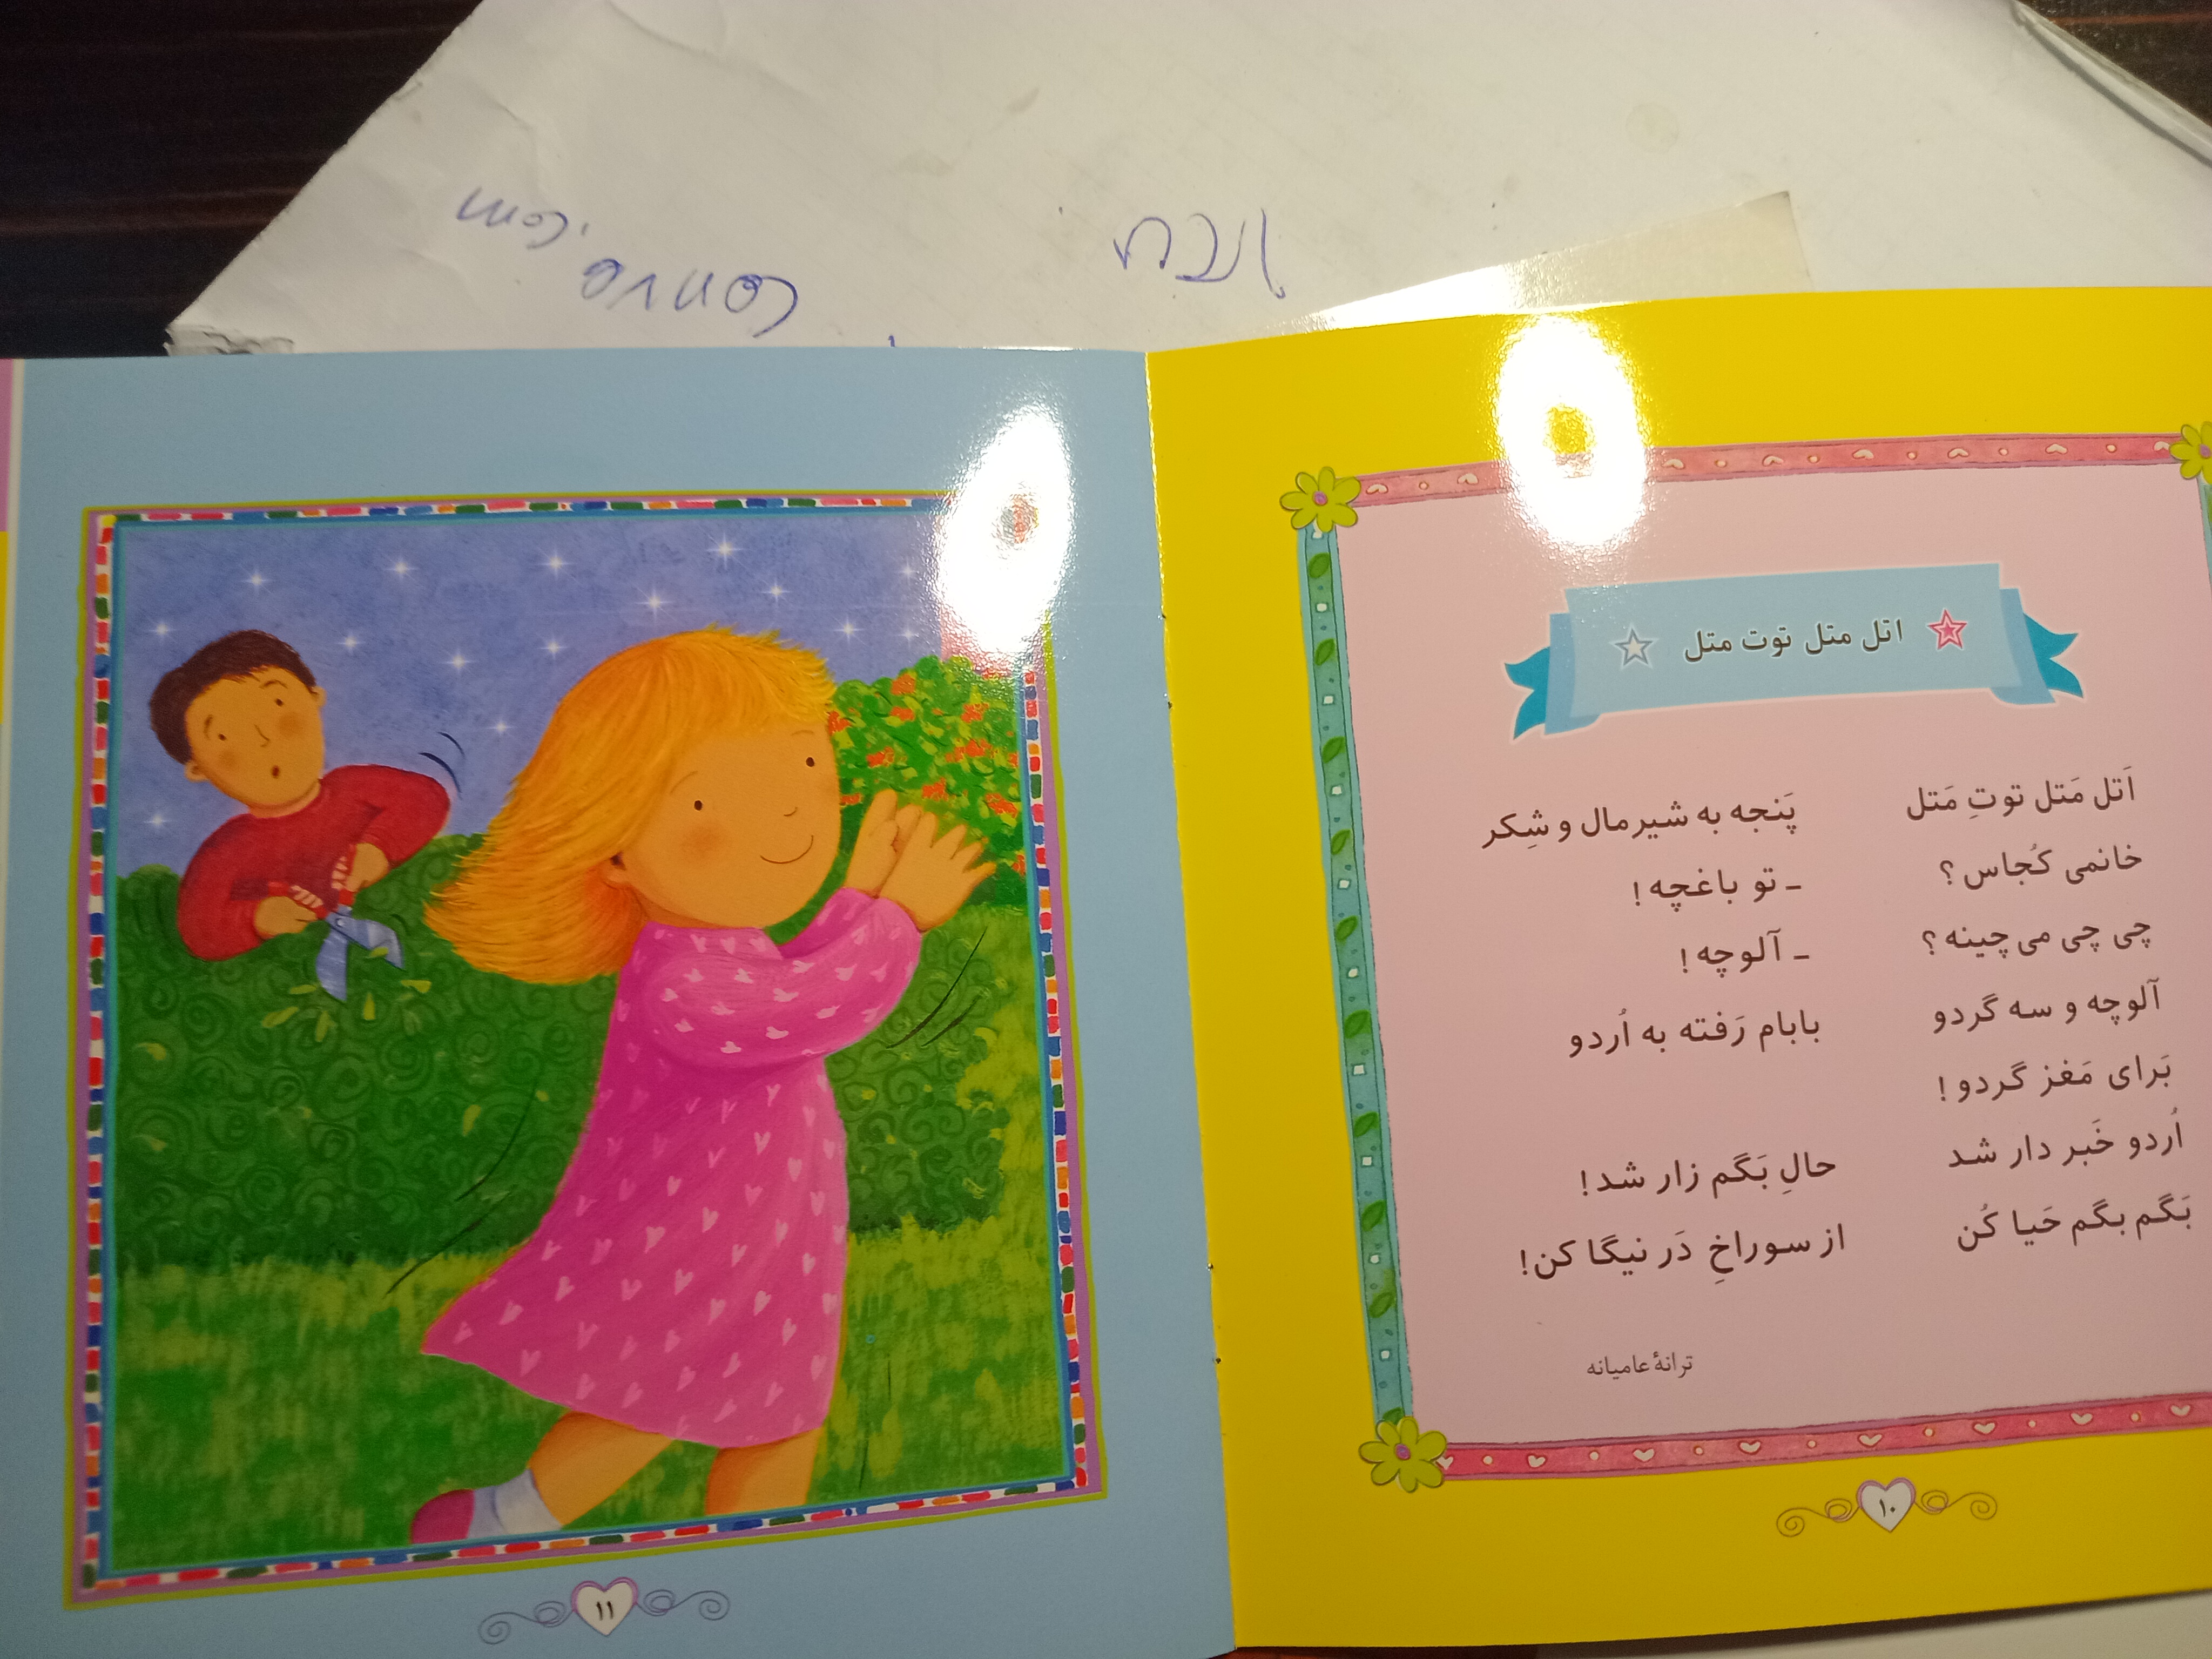 اتل متل توت متل
اَتل مَتل توتِ مَتل پَنجه به شیرمال و شِکر
خانمی کُجاس؟ ـ تو باغچه!
چی چی می چینه؟ ـ آلوچه!
آلوچه و سه گردو بابام رَفته به اُردو
بَرای مَغز گردو!
اُردو خَبر دار شد حالِ بَگم زار شد!
بَگم بگم حَیا کُن از سوراخِ دَر نیگا کن!
ترانهٔ عامیانه
۱۰
۱۱
.com